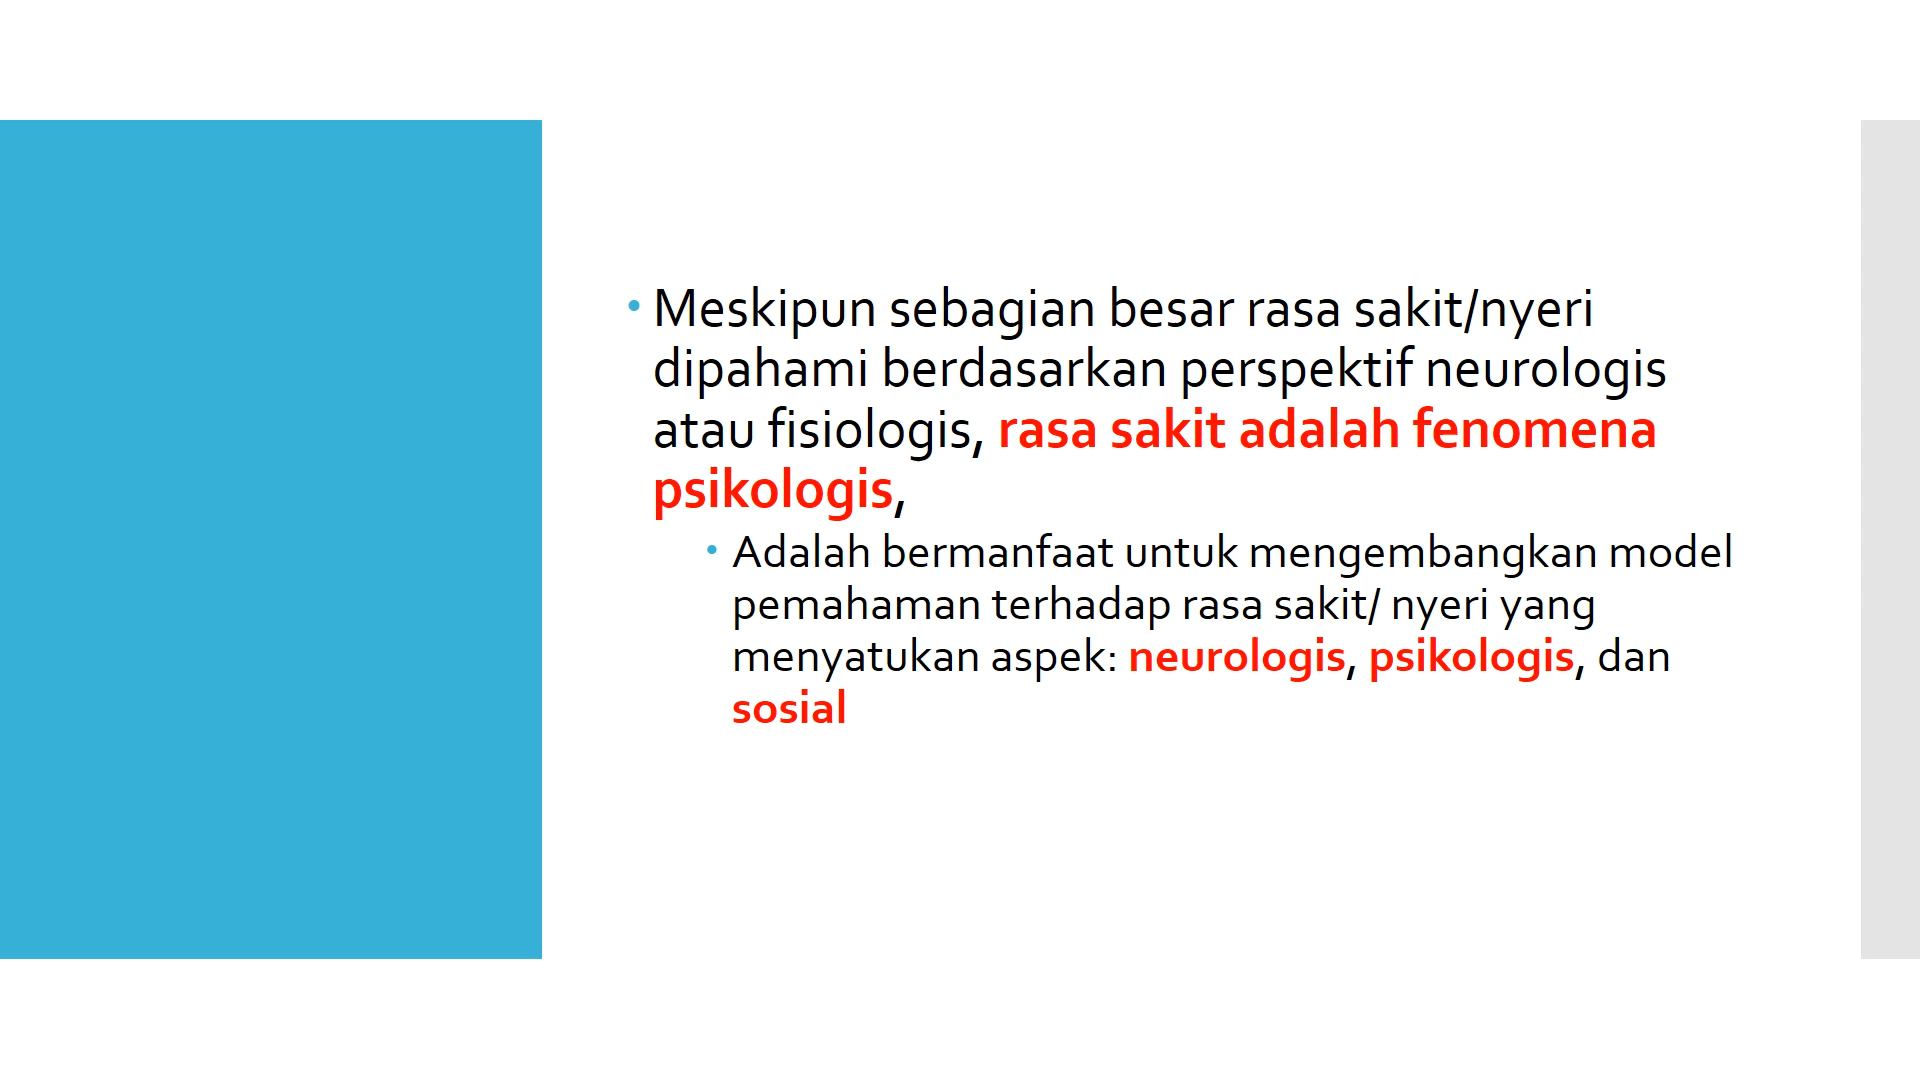 • Meskipun sebagian besar rasa sakit/nyeri
dipahami berdasarkan perspektif neurologis
atau fisiologis, rasa sakit adalah fenomena
psikologis,
• Adalah bermanfaat untuk mengembangkan model
pemahaman terhadap rasa sakit/ nyeri yang
menyatukan aspek: neurologis, psikologis, dan
sosial